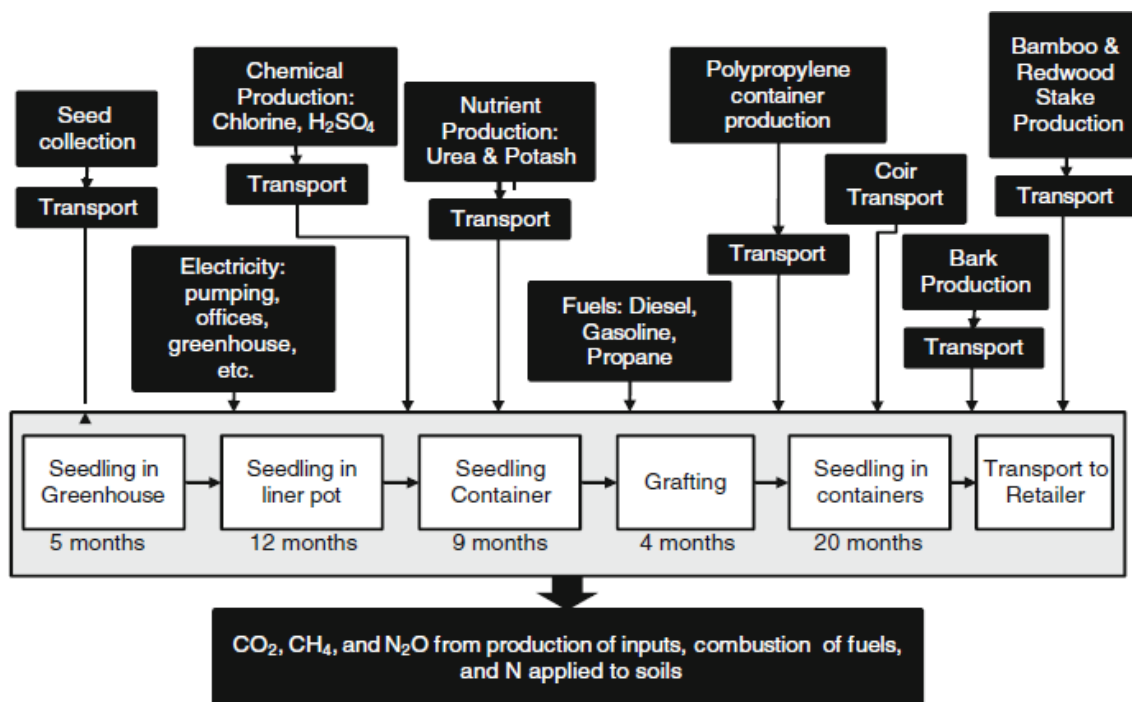 Seed
collection
Transport
Chemical
Production:
Chlorine, H₂SO₄
Transport
Nutrient
Production:
Urea & Potash
Transport
Polypropylene
container
production
Transport
Coir
Transport
Bamboo &
Redwood
Stake
Production
Transport
Bark
Production
Transport
Electricity:
pumping,
offices,
greenhouse,
etc.
Fuels: Diesel,
Gasoline,
Propane
Seedling in
Greenhouse
5 months
Seedling in
liner pot
12 months
Seedling
Container
9 months
Grafting
4 months
Seedling in
containers
20 months
Transport to
Retailer
CO₂, CH₄, and N₂O from production of inputs, combustion of fuels,
and N applied to soils